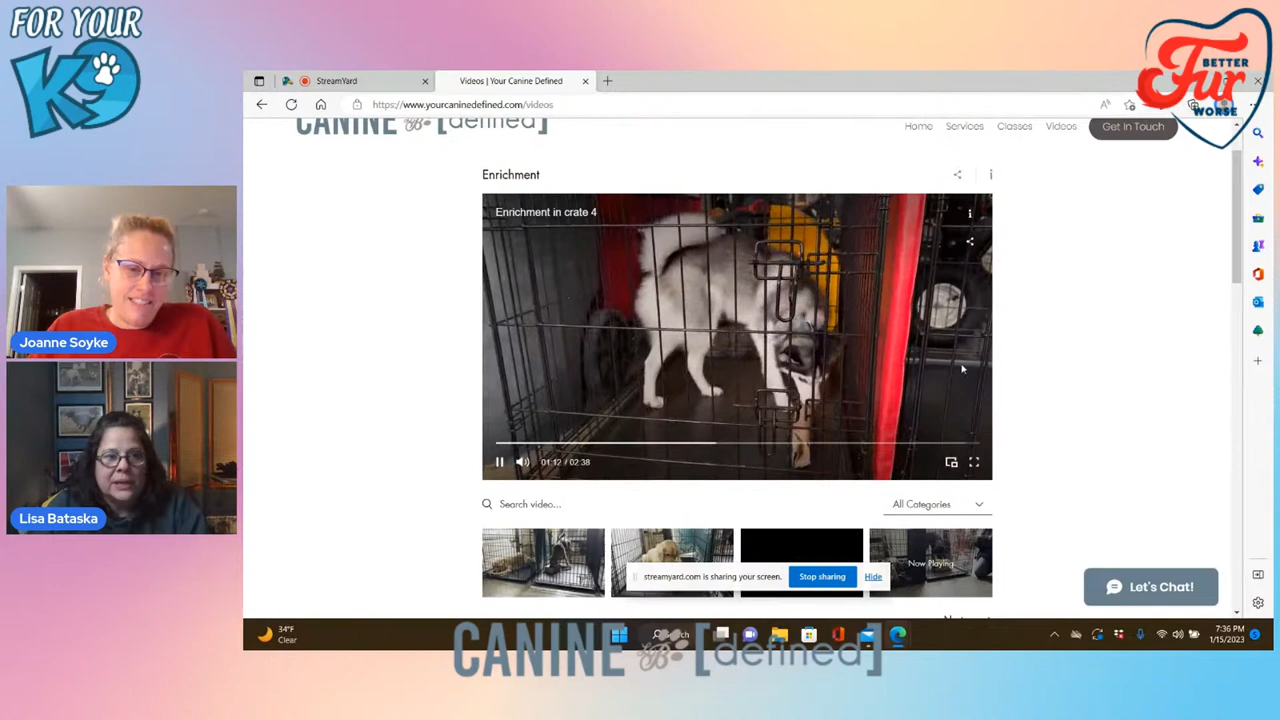 FOR YOUR
K9
BETTER
Fur
WORSE
StreamYard
Videos | Your Canine Defined
https://www.yourcaninedefined.com/videos
CANINE [defined]
Home Services Classes Videos Get In Touch
Enrichment
Enrichment in crate 4
Joanne Soyke
Lisa Bataska
01:12 / 02:38
Search video...
All Categories
Now Playing
streamyard.com is sharing your screen. Stop sharing Hide
Let's Chat!
34°F
Clear
7:36 PM
1/15/2023
CANINE LB [defined]